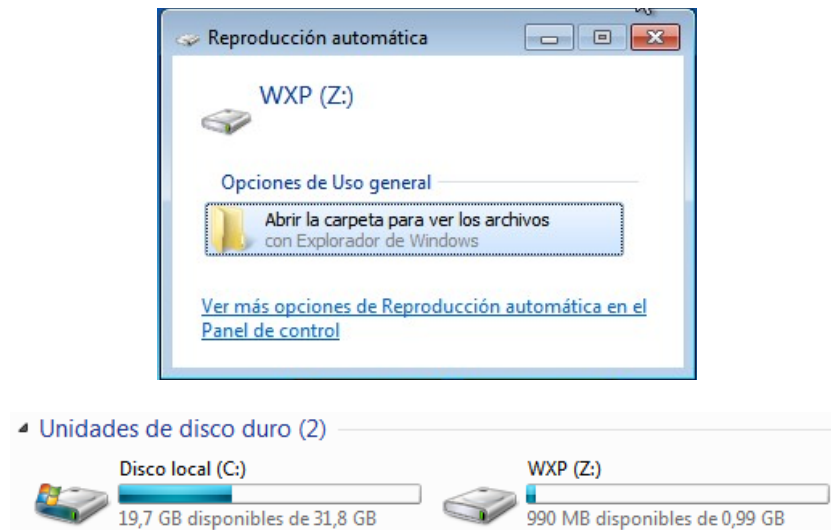 Reproducción automática
WXP (Z:)
Opciones de Uso general
Abrir la carpeta para ver los archivos
con Explorador de Windows
Ver más opciones de Reproducción automática en el
Panel de control
Unidades de disco duro (2)
Disco local (C:)
19,7 GB disponibles de 31,8 GB
WXP (Z:)
990 MB disponibles de 0,99 GB